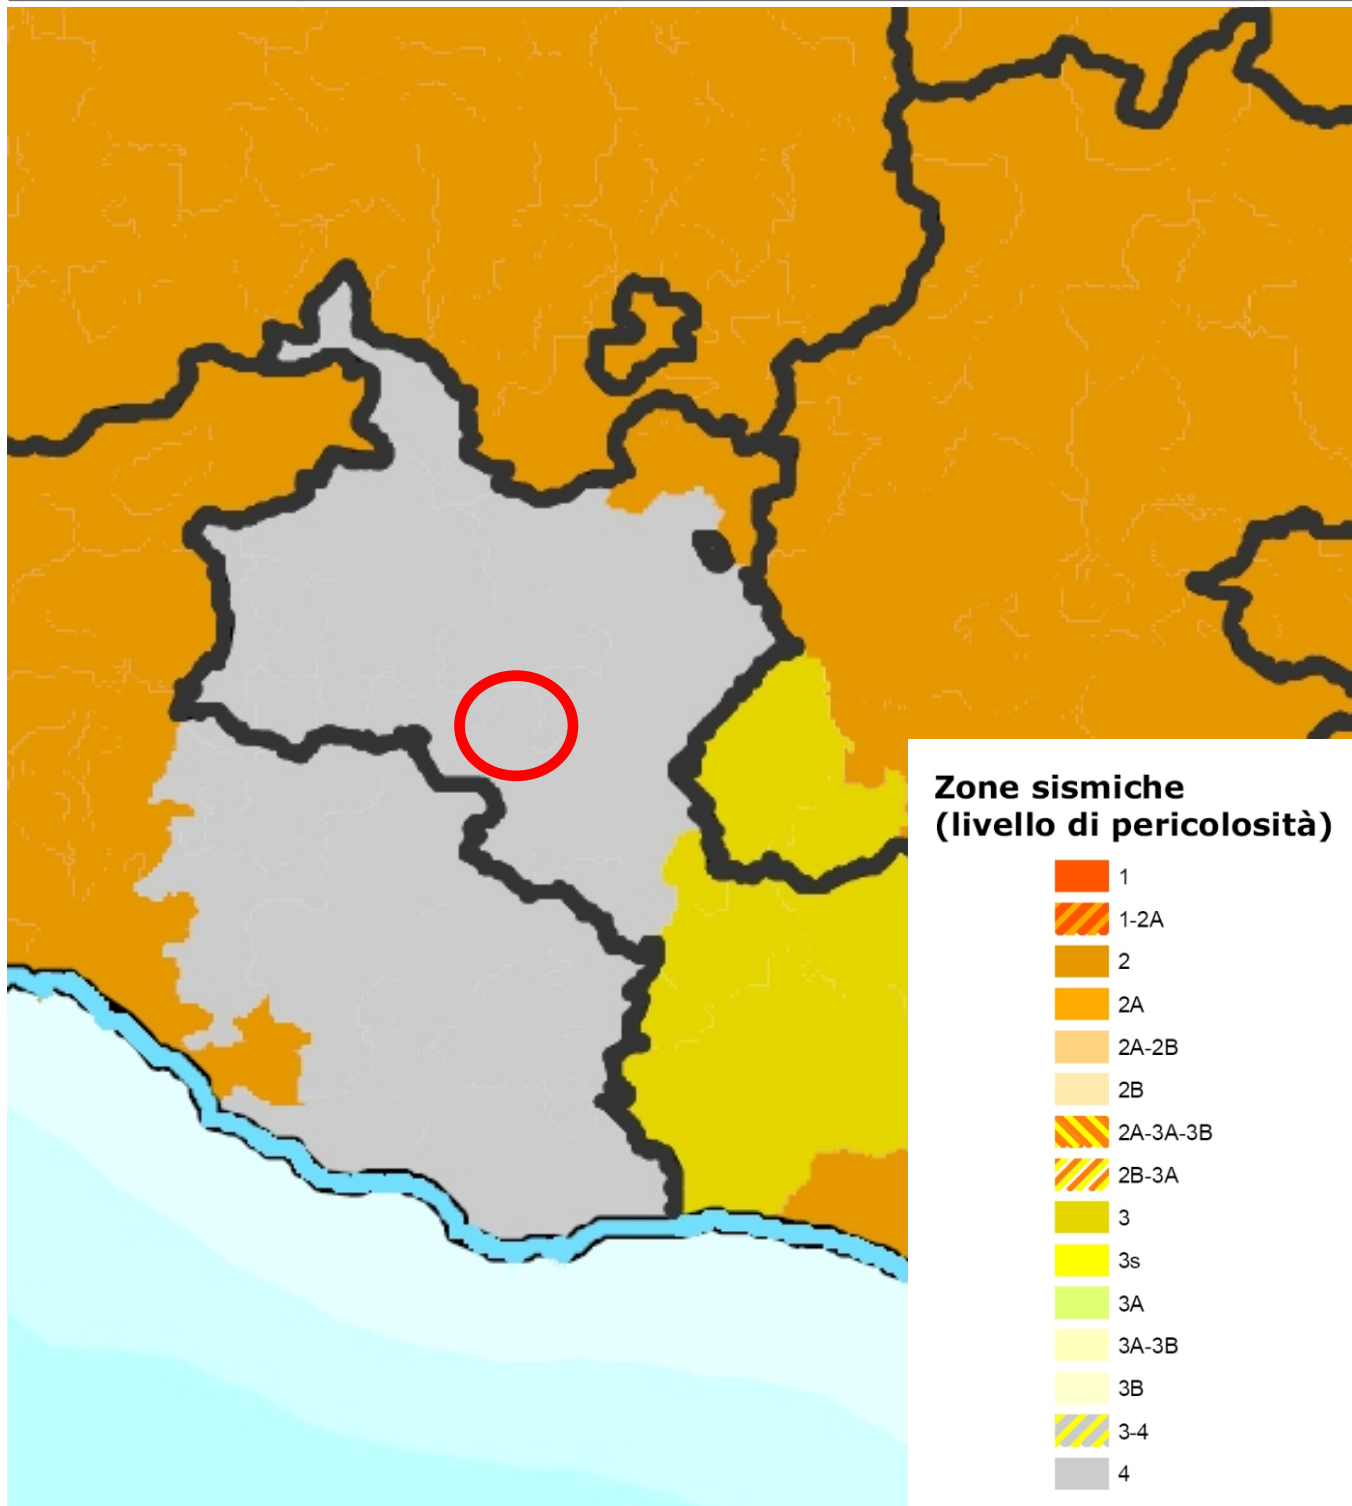 Zone sismiche
(livello di pericolosità)
1
1-2A
2
2A
2A-2B
2B
2A-3A-3B
2B-3A
3
3s
3A
3A-3B
3B
3-4
4